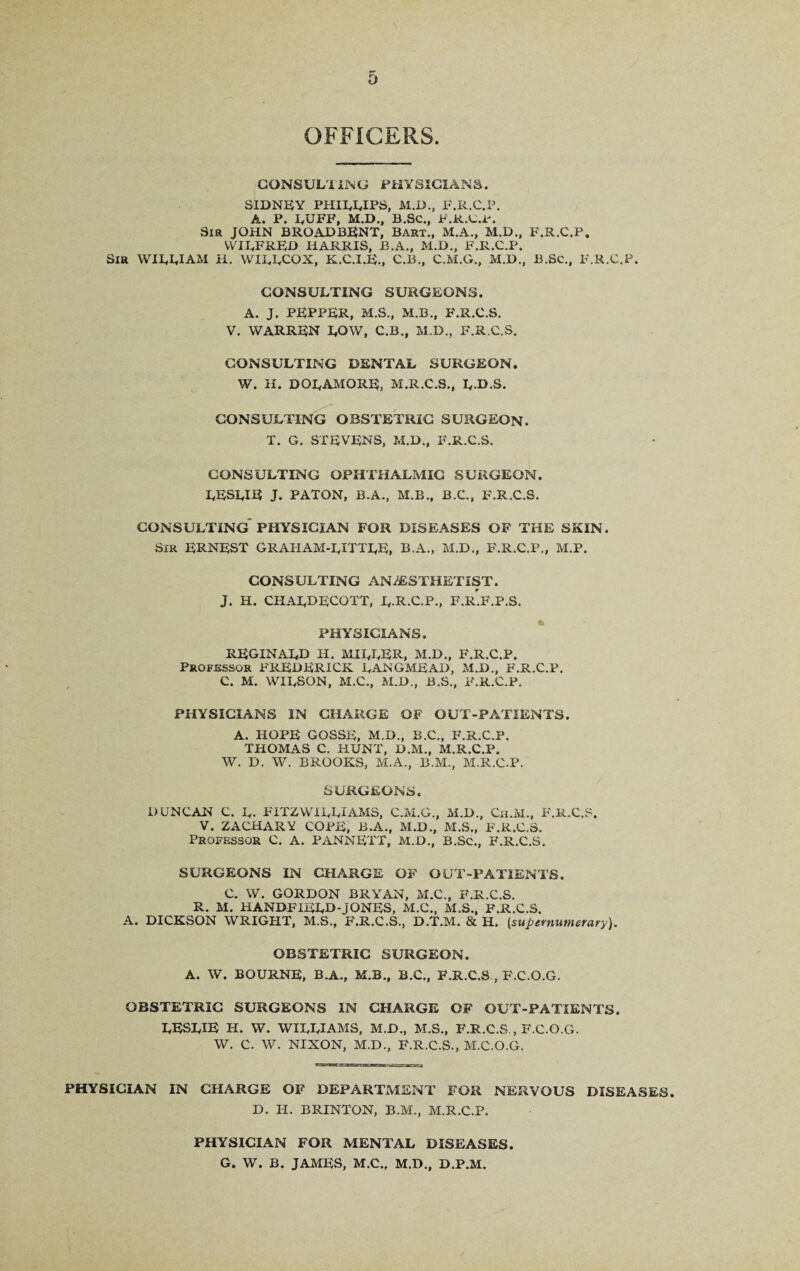 5
OFFICERS.
CONSULTING PHYSICIANS.
SIDNEY PHILLIPS, M.D., F.R.C.P.
A. P. LUFF, M.D., B.Sc., F.R.C.P.
Sir JOHN BROADBENT, Bart., M.A., M.D., F.R.C.P.
WILFRED HARRIS, B.A., M.D., F.R.C.P.
Sir WILLIAM H. WILLCOX, K.C.I.E., C.B., C.M.G., M.D., B.Sc., F.R.C.P.
CONSULTING SURGEONS.
A. J. PEPPER, M.S., M.B., F.R.C.S.
V. WARREN LOW, C.B., M.D., F.R.C.S.
CONSULTING DENTAL SURGEON.
W. H. DOLAMORE, M.R.C.S., L.D.S.
CONSULTING OBSTETRIC SURGEON.
T. G. STEVENS, M.D., F.R.C.S.
CONSULTING OPHTHALMIC SURGEON.
LESLIE J. PATON, B.A., M.B., B.C., F.R.C.S.
CONSULTING PHYSICIAN FOR DISEASES OF THE SKIN.
Sir ERNEST GRAHAM-LITTLE, B.A., M.D., F.R.C.P., M.P.
CONSULTING ANÆSTHETIST.
J. H. CHALDECOTT, L.R.C.P., F.R.F.P.S.
PHYSICIANS.
REGINALD H. MILLER, M.D., F.R.C.P.
Professor FREDERICK LANGMEAD, M.D., F.R.C.P.
C. M. WILSON, M.C., M.D., B.S., F.R.C.P.
PHYSICIANS IN CHARGE OF OUT-PATIENTS.
A. HOPE GOSSE, M.D., B.C., F.R.C.P.
THOMAS C. HUNT, D.M., M.R.C.P.
W. D. W. BROOKS, M.A., B.M., M.R.C.P.
SURGEONS.
DUNCAN C. L. FITZWILLIAMS, C.M.G., M.D., Ch.M., F.R.C.S.
V. ZACHARY COPE, B.A., M.D., M.S., F.R.C.S.
Professor C. A. PANNETT, M.D., B.Sc., F.R.C.S.
SURGEONS IN CHARGE OF OUT-PATIENTS.
C. W. GORDON BRYAN, M.C., F.R.C.S.
R. M. HANDFIELD-JONES, M.C., M.S., F.R.C.S.
A. DICKSON WRIGHT, M.S., F.R.C.S., D.T.M. & H. (supernumerary).
OBSTETRIC SURGEON.
A. W. BOURNE, B.A., M.B., B.C., F.R.C.S., F.C.O.G.
OBSTETRIC SURGEONS IN CHARGE OF OUT-PATIENTS.
LESLIE H. W. WILLIAMS, M.D., M.S., F.R.C.S., F.C.O.G.
W. C. W. NIXON, M.D., F.R.C.S., M.C.O.G.
PHYSICIAN IN CHARGE OF DEPARTMENT FOR NERVOUS DISEASES.
D. H. BRINTON, B.M., M.R.C.P.
PHYSICIAN FOR MENTAL DISEASES.
G. W. B. JAMES, M.C., M.D., D.P.M.